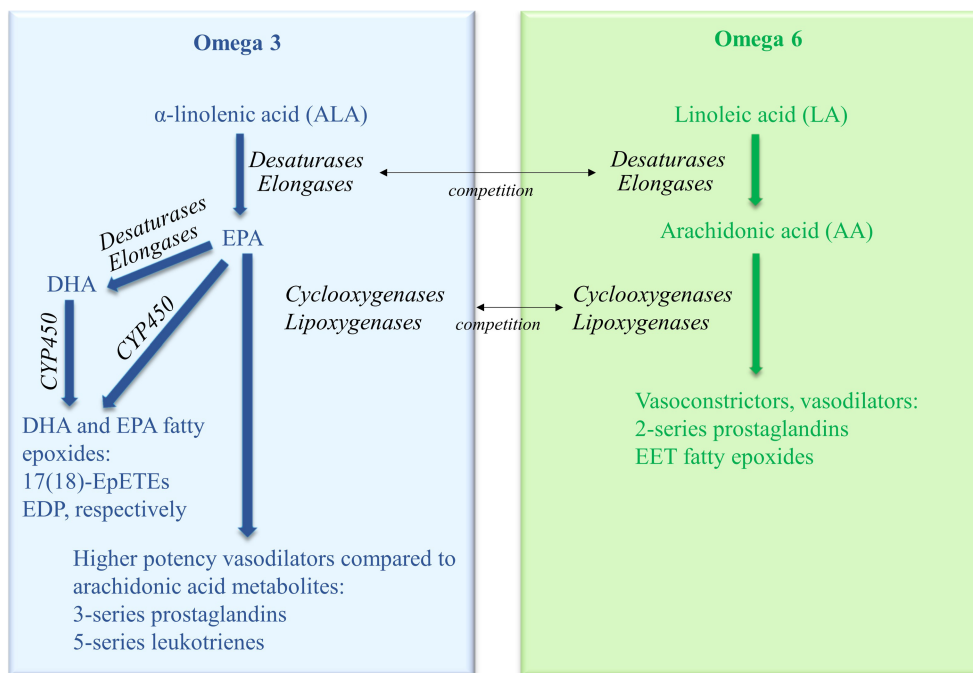 Omega 3
α-linolenic acid (ALA)
Desaturases
Elongases
Desaturases
Elongases
EPA
DHA
CYP450
CYP450
Cyclooxygenases
Lipoxygenases
DHA and EPA fatty
epoxides:
17(18)-EpETEs
EDP, respectively
Higher potency vasodilators compared to
arachidonic acid metabolites:
3-series prostaglandins
5-series leukotrienes
competition
competition
Omega 6
Linoleic acid (LA)
Desaturases
Elongases
Arachidonic acid (AA)
Cyclooxygenases
Lipoxygenases
Vasoconstrictors, vasodilators:
2-series prostaglandins
EET fatty epoxides